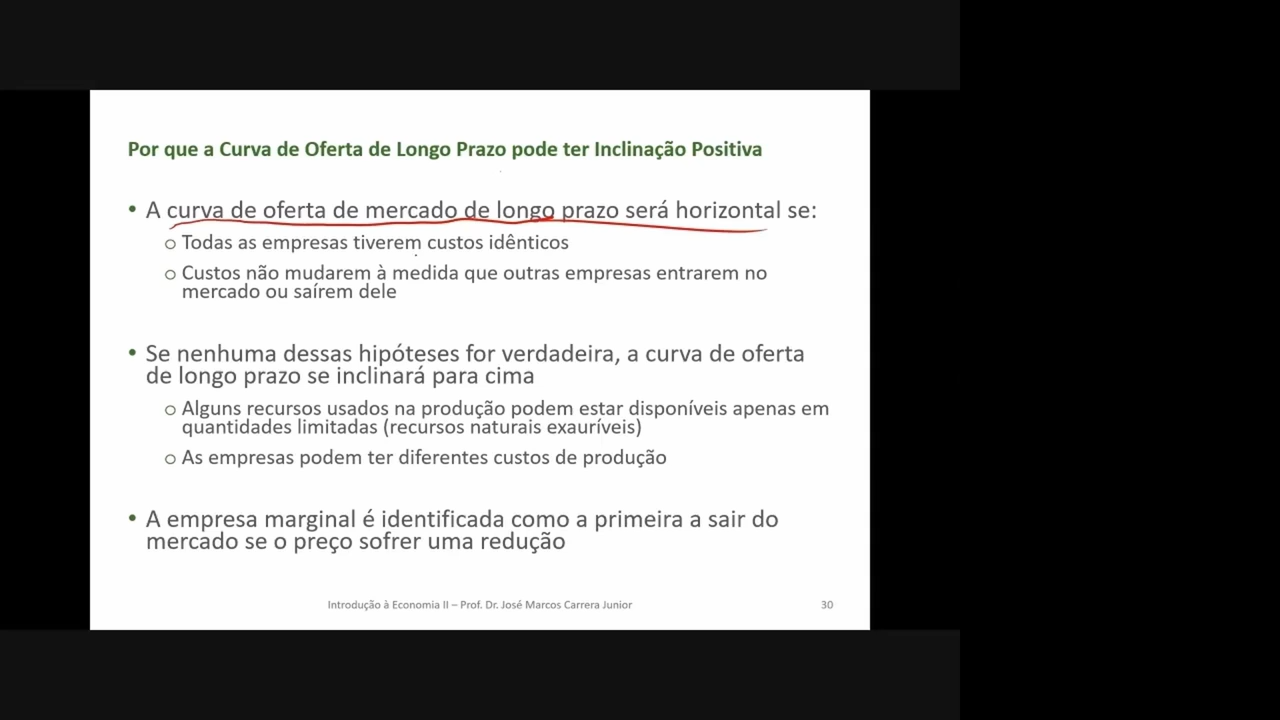 Por que a Curva de Oferta de Longo Prazo pode ter Inclinação Positiva
• A curva de oferta de mercado de longo prazo será horizontal se:
o Todas as empresas tiverem custos idênticos
o Custos não mudarem à medida que outras empresas entrarem no
mercado ou saírem dele
• Se nenhuma dessas hipóteses for verdadeira, a curva de oferta
de longo prazo se inclinará para cima
o Alguns recursos usados na produção podem estar disponíveis apenas em
quantidades limitadas (recursos naturais exauríveis)
o As empresas podem ter diferentes custos de produção
• A empresa marginal é identificada como a primeira a sair do
mercado se o preço sofrer uma redução
Introdução à Economia II – Prof. Dr. José Marcos Carrera Junior
30